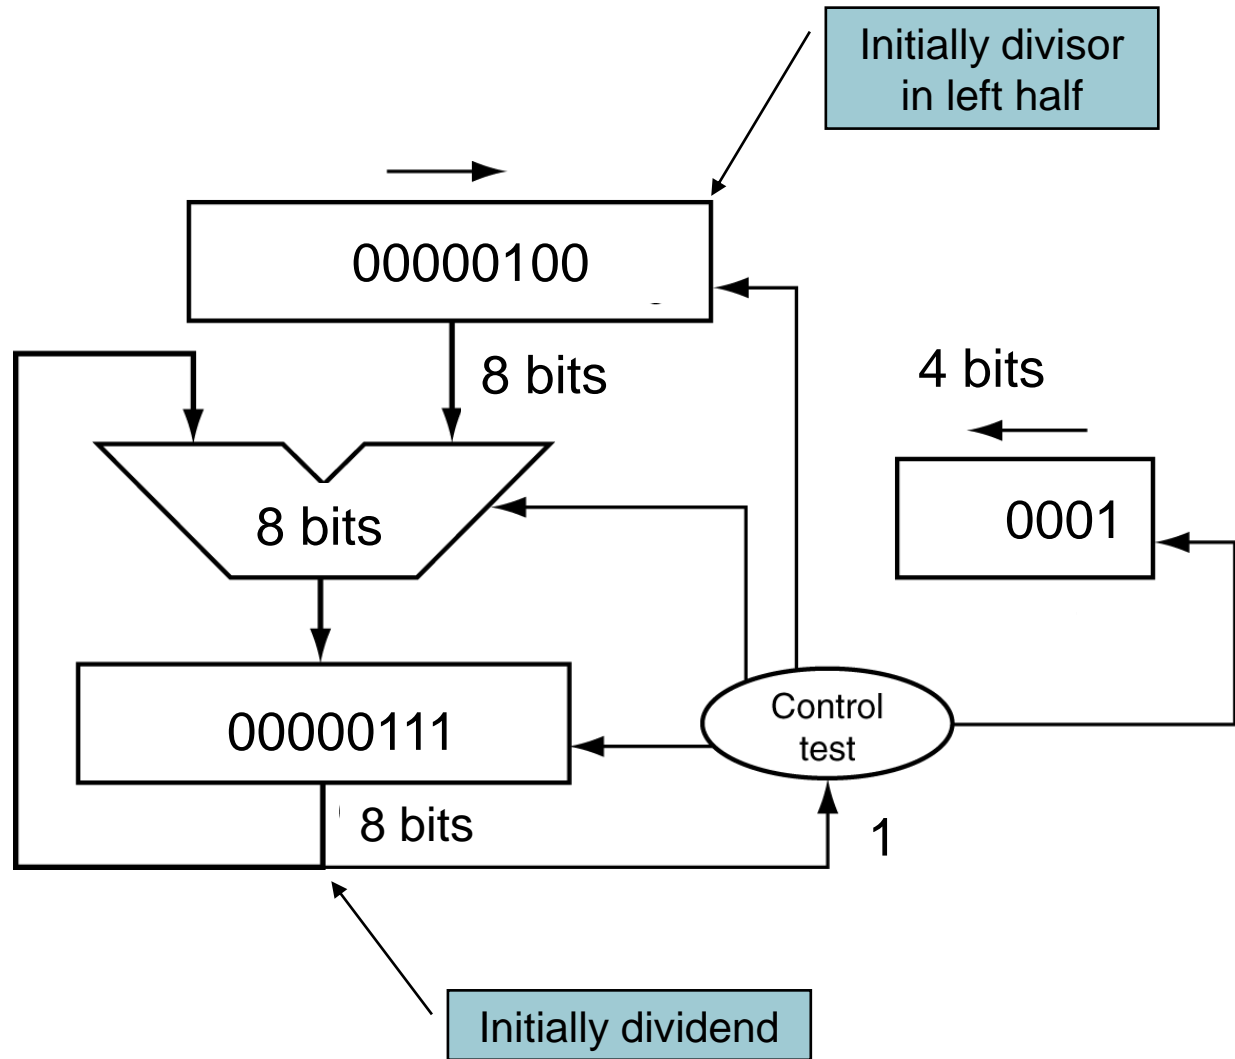 Initially divisor
in left half
00000100
8 bits
4 bits
8 bits
0001
00000111
Control
test
8 bits
1
Initially dividend